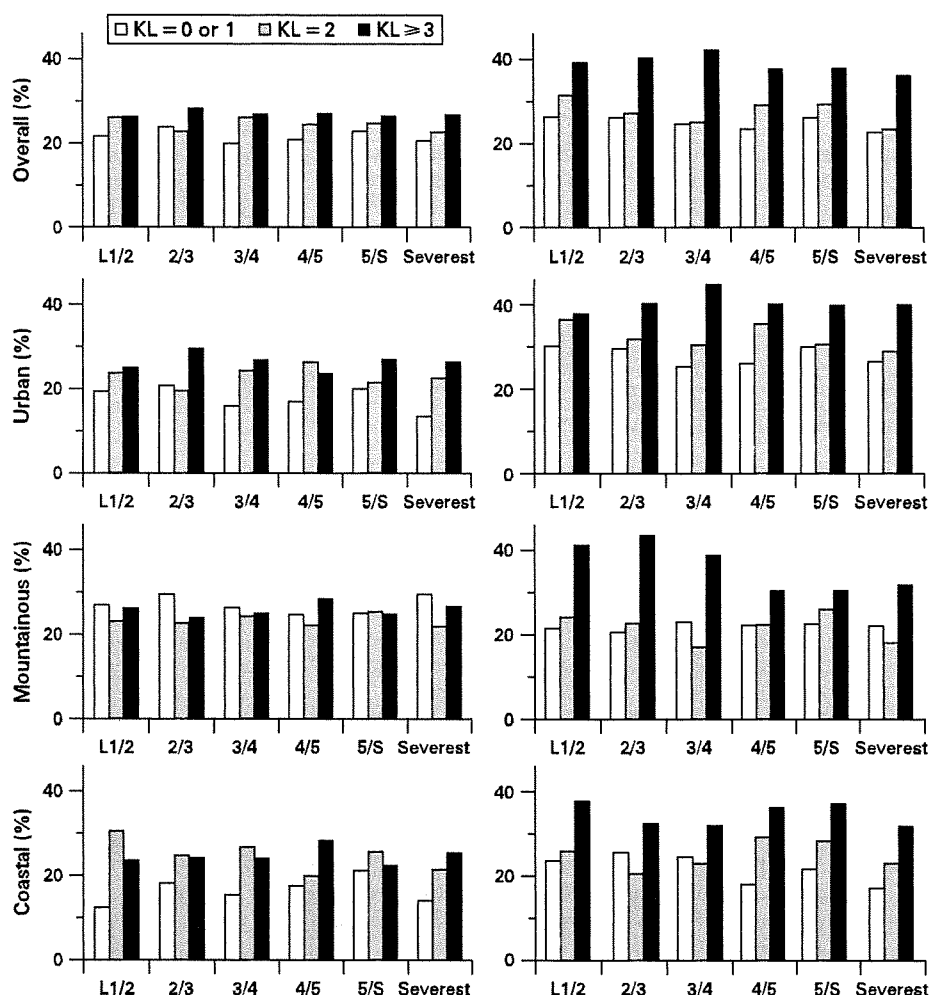 KL = 0 or 1 KL = 2 KL ⩾ 3
Overall (%)
40
20
0
L1/2 2/3 3/4 4/5 5/S Severest
40
20
0
L1/2 2/3 3/4 4/5 5/S Severest
Urban (%)
40
20
0
L1/2 2/3 3/4 4/5 5/S Severest
40
20
0
L1/2 2/3 3/4 4/5 5/S Severest
Mountainous (%)
40
20
0
L1/2 2/3 3/4 4/5 5/S Severest
40
20
0
L1/2 2/3 3/4 4/5 5/S Severest
Coastal (%)
40
20
0
L1/2 2/3 3/4 4/5 5/S Severest
40
20
0
L1/2 2/3 3/4 4/5 5/S Severest